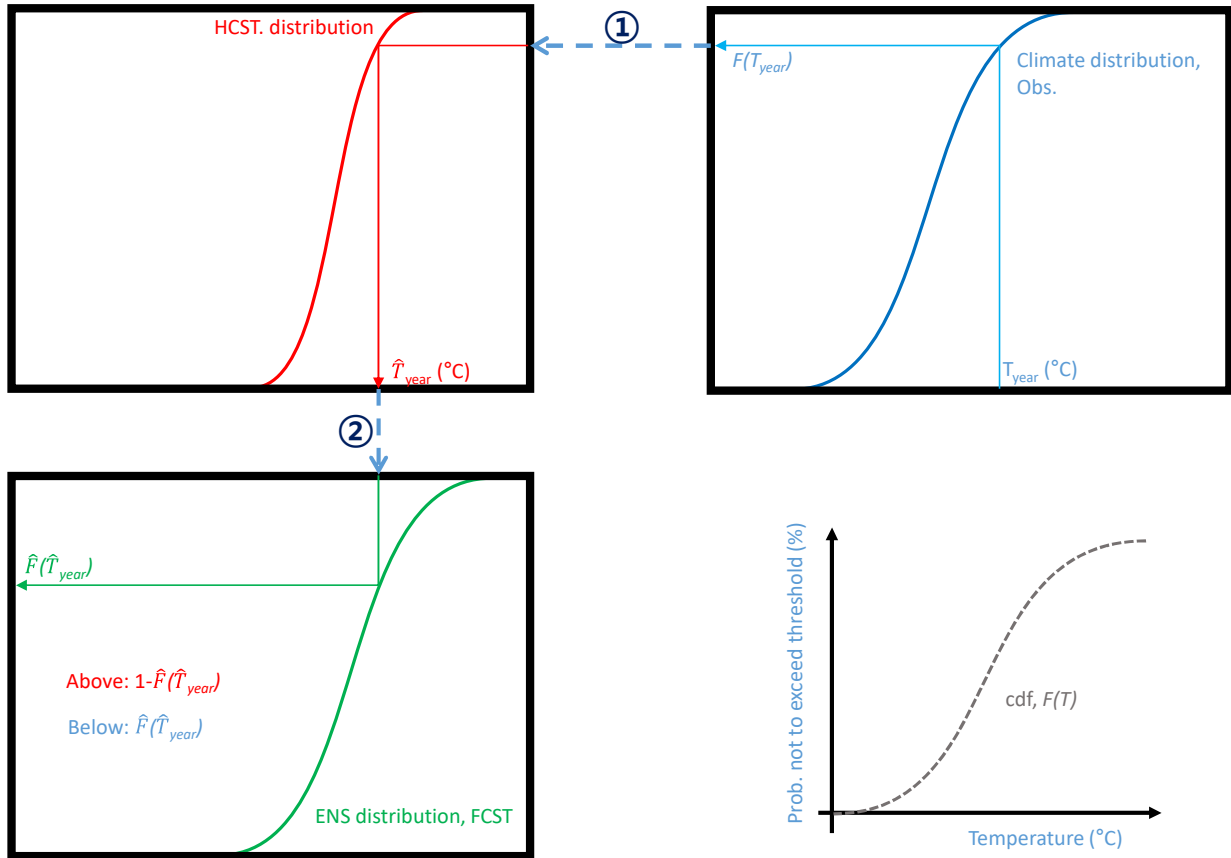 HCST. distribution
①
F(T_year)
Climate distribution,
Obs.
T̂_year (°C)
T_year (°C)
②
F̂(T̂_year)
Above: 1-F̂(T̂_year)
Below: F̂(T̂_year)
ENS distribution, FCST
Prob. not to exceed threshold (%)
cdf, F(T)
Temperature (°C)